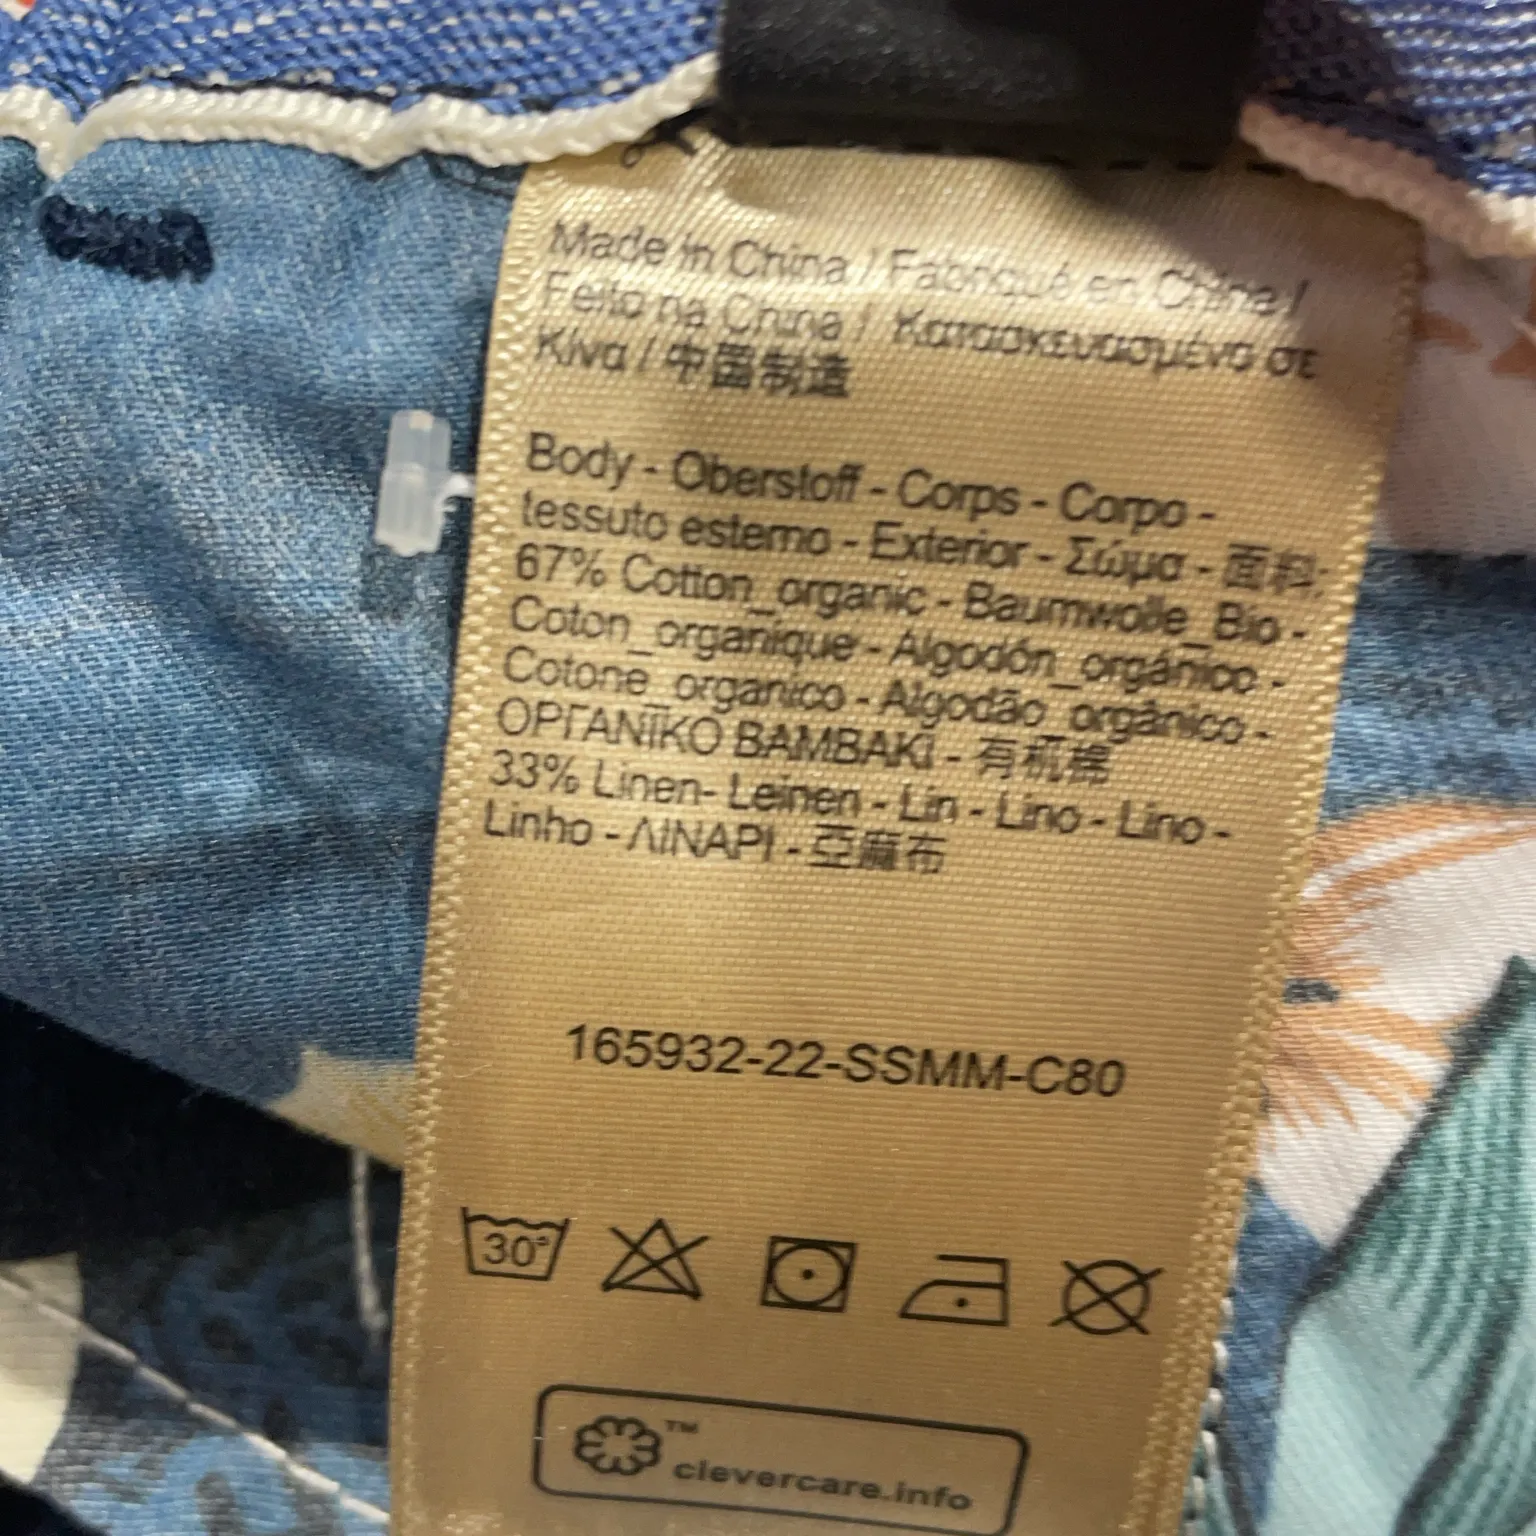 Made in China / Fabriqué en Chine /
Feito na China / Κατασκευασμένο σε
Κίνα / 中国制造
Body - Oberstoff - Corps - Corpo -
tessuto esterno - Exterior - Σώμα - 面料:
67% Cotton_organic - Baumwolle_Bio -
Coton_organique - Algodón_orgánico -
Cotone_organico - Algodão_orgânico -
ΟΡΓΑΝΪΚΟ ΒΑΜΒΑΚΙ - 有机棉
33% Linen- Leinen - Lin - Lino - Lino -
Linho - ΛΙΝΑΡΙ - 亞麻布
165932-22-SSMM-C80
30°
™
clevercare.info